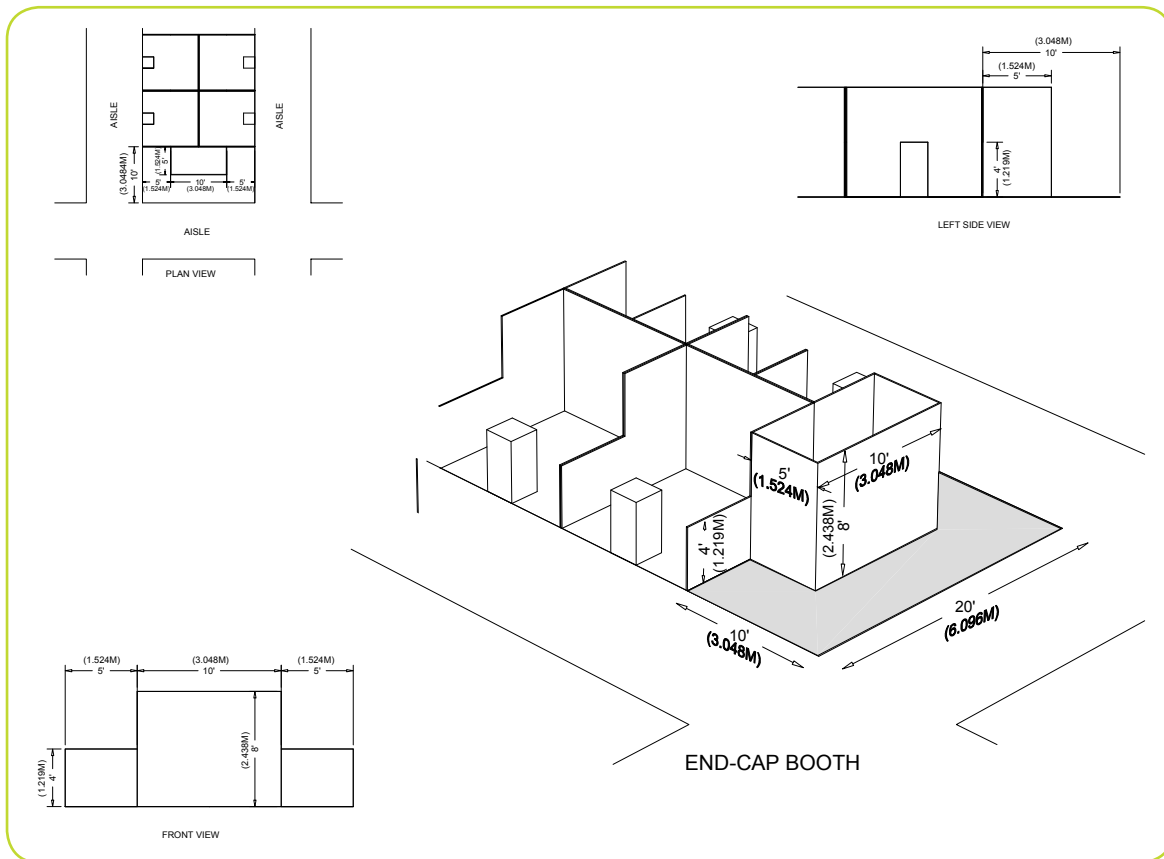 AISLE
AISLE
(3.0484M)
10'
(1.524M)
5'
5'
10'
5'
(1.524M)
(3.048M)
(1.524M)
AISLE
PLAN VIEW
(3.048M)
10'
(1.524M)
5'
4'
(1.219M)
LEFT SIDE VIEW
5'
(1.524M)
10'
(3.048M)
(2.438M)
8'
4'
(1.219M)
10'
(3.048M)
20'
(6.096M)
END-CAP BOOTH
(1.524M)
5'
(3.048M)
10'
(1.524M)
5'
(1.219M)
4'
(2.438M)
8'
FRONT VIEW